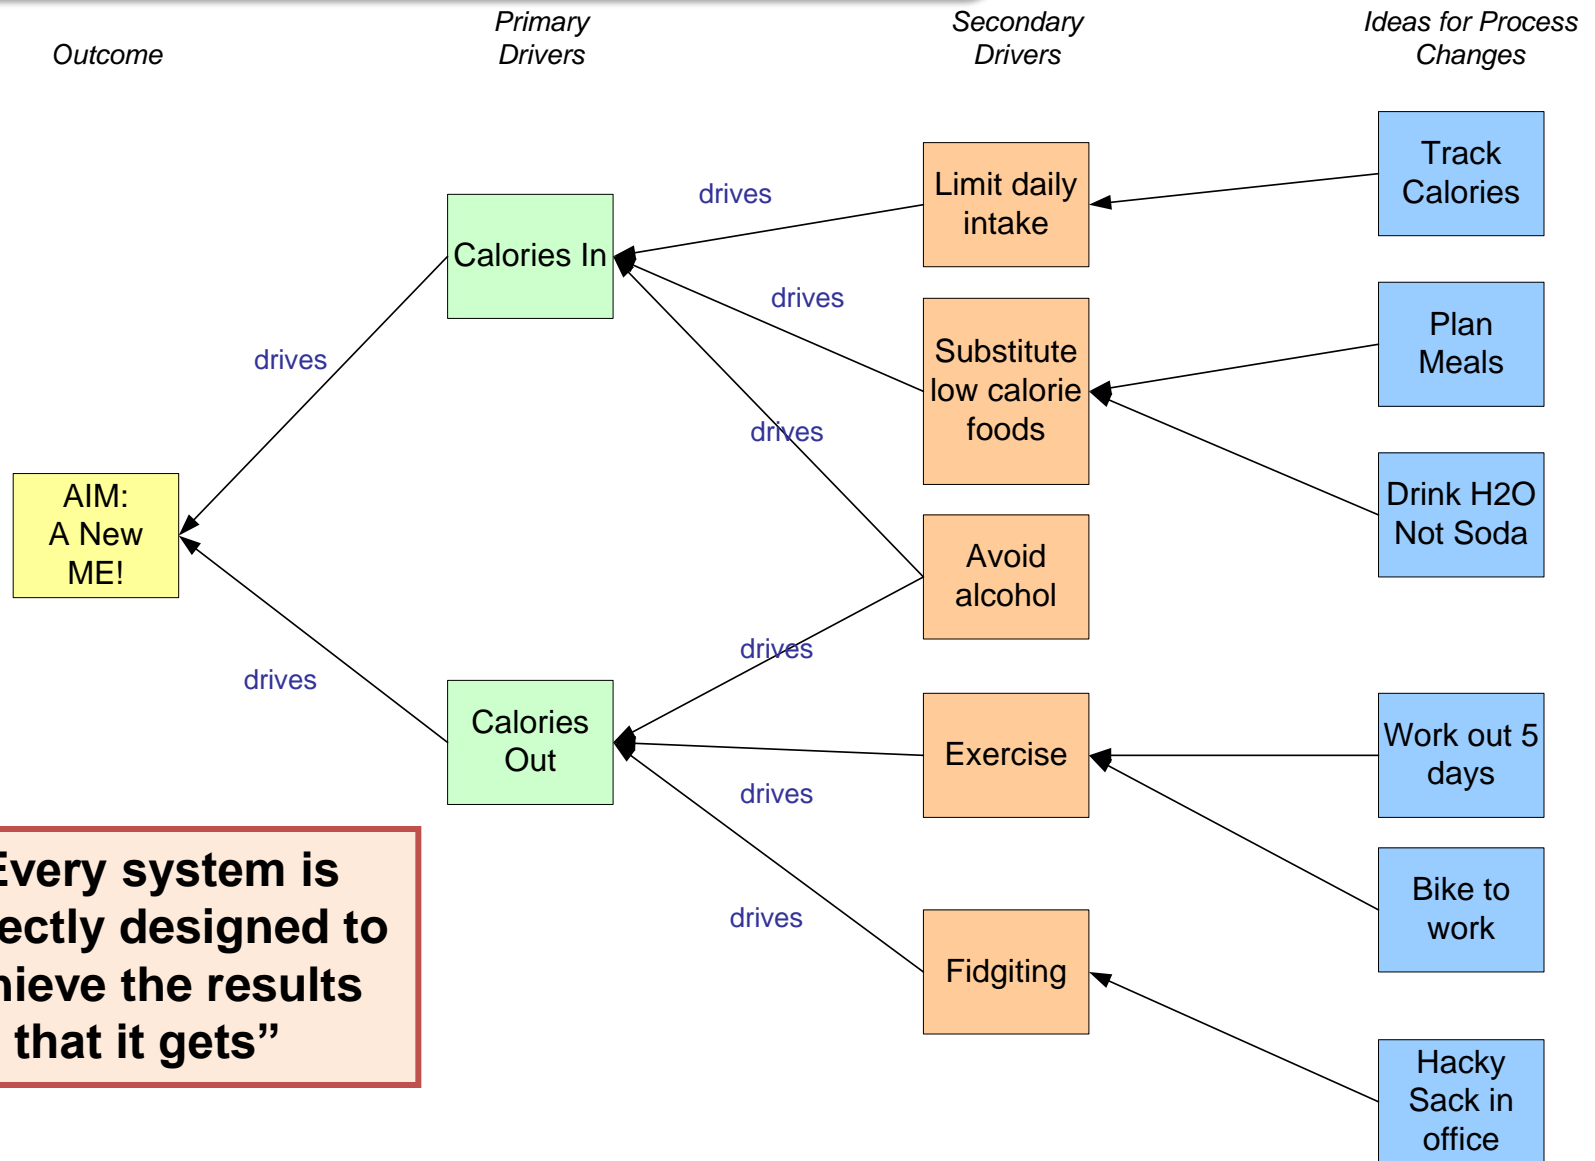 Outcome
Primary
Drivers
Secondary
Drivers
Ideas for Process
Changes
Track
Calories
Limit daily
intake
drives
Calories In
drives
Plan
Meals
Substitute
low calorie
foods
drives
drives
Drink H2O
Not Soda
AIM:
A New
ME!
Avoid
alcohol
drives
drives
Calories
Out
Exercise
Work out 5
days
drives
Bike to
work
drives
Fidgiting
Hacky
Sack in
office
Every system is
designed to
the results
that it gets”